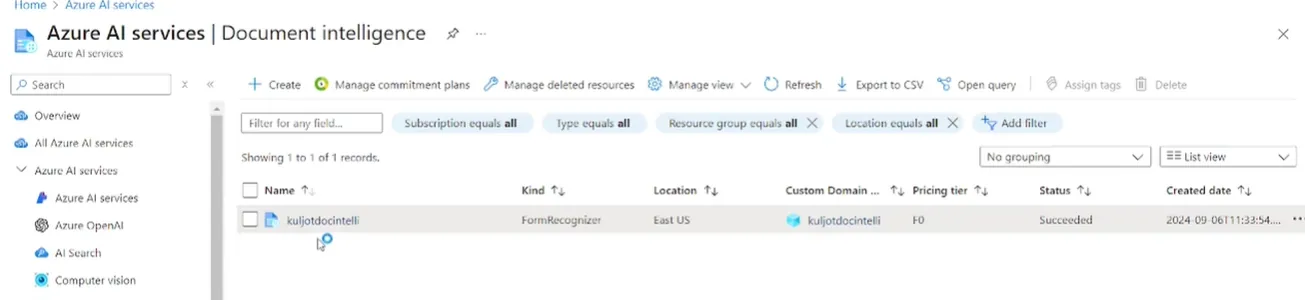 Home > Azure AI services >
Azure AI services | Document intelligence ...
Azure AI services
Search
Overview
All Azure AI services
Azure AI services
Azure AI services
Azure OpenAI
AI Search
Computer vision
Create Manage commitment plans Manage deleted resources Manage view Refresh Export to CSV Open query Assign tags Delete
Filter for any field... Subscription equals all Type equals all Resource group equals all Location equals all Add filter
Showing 1 to 1 of 1 records.
No grouping List view
Name Kind Location Custom Domain ... Pricing tier Status Created date
kuljotdocintelli FormRecognizer East US kuljotdocintelli F0 Succeeded 2024-09-06T11:33:54.... ...